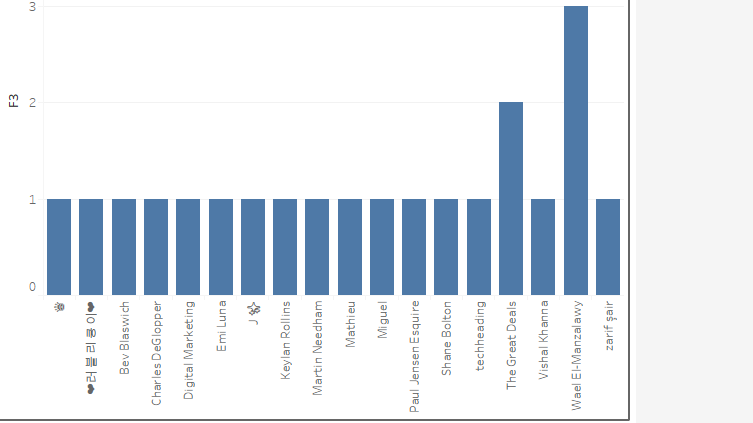 3
2
1
0
F3
❀
❤러블리콩이❤
Bev Blaswich
Charles DeGlopper
Digital Marketing
Emi Luna
J
Keylan Rollins
Martin Needham
Mathieu
Miguel
Paul Jensen Esquire
Shane Bolton
techheading
The Great Deals
Vishal Khanna
Wael El-Manzalawy
zarif şair